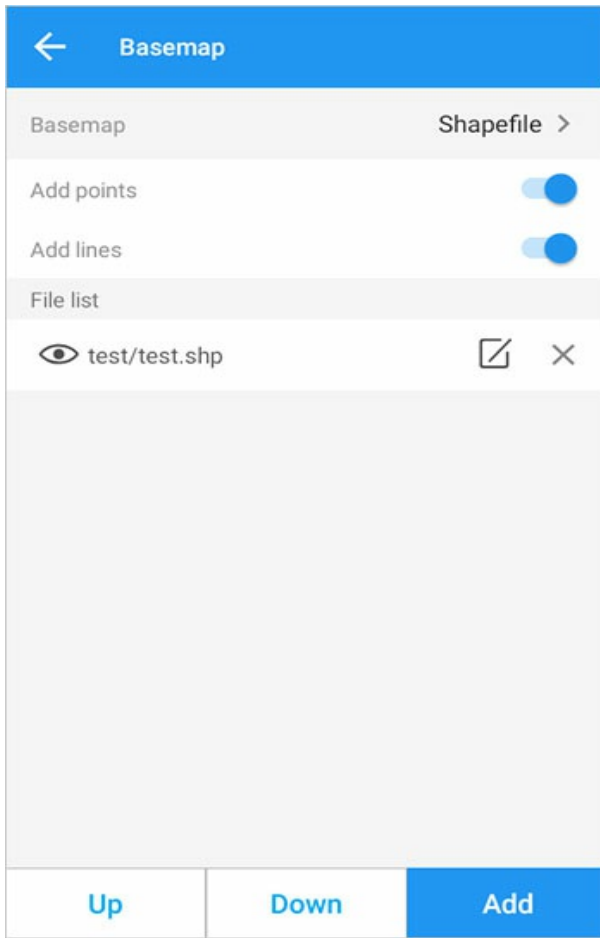 Basemap
Basemap Shapefile >
Add points
Add lines
File list
test/test.shp
Up Down Add